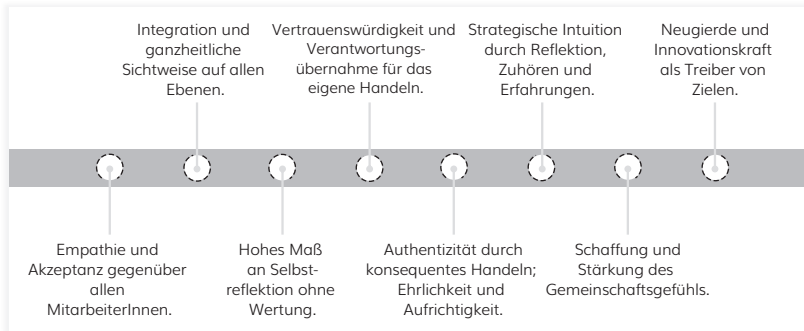 Integration und
ganzheitliche
Sichtweise auf allen
Ebenen.
Vertrauenswürdigkeit und
Verantwortungs-
übernahme für das
eigene Handeln.
Strategische Intuition
durch Reflektion,
Zuhören und
Erfahrungen.
Neugierde und
Innovationskraft
als Treiber von
Zielen.
Empathie und
Akzeptanz gegenüber
allen
MitarbeiterInnen.
Hohes Maß
an Selbst-
reflektion ohne
Wertung.
Authentizität durch
konsequentes Handeln;
Ehrlichkeit und
Aufrichtigkeit.
Schaffung und
Stärkung des
Gemeinschaftsgefühls.